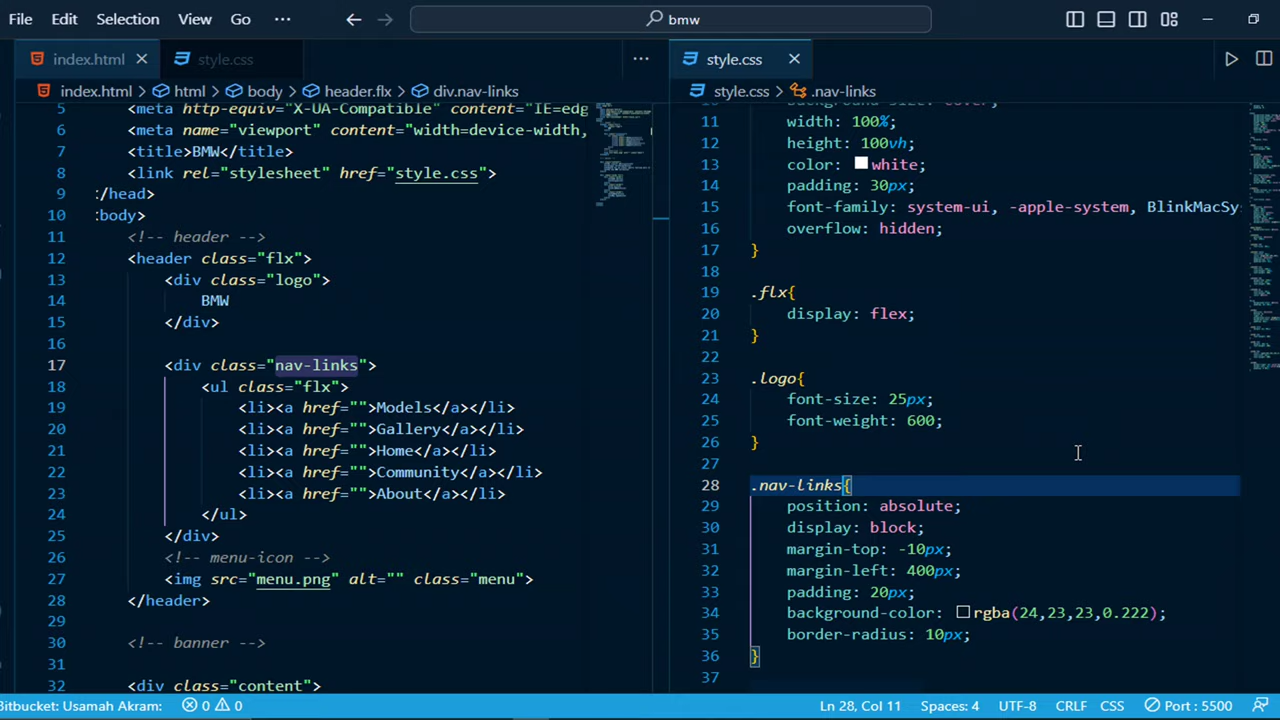 File Edit Selection View Go ··· bmw
index.html style.css ···
index.html > html > body > header.flx > div.nav-links
5 <meta http-equiv="X-UA-Compatible" content="IE=edg
6 <meta name="viewport" content="width=device-width,
7 <title>BMW</title>
8 <link rel="stylesheet" href="style.css">
9 /head>
10 body>
11 <!-- header -->
12 <header class="flx">
13 <div class="logo">
14 BMW
15 </div>
16
17 <div class="nav-links">
18 <ul class="flx">
19 <li><a href="">Models</a></li>
20 <li><a href="">Gallery</a></li>
21 <li><a href="">Home</a></li>
22 <li><a href="">Community</a></li>
23 <li><a href="">About</a></li>
24 </ul>
25 </div>
26 <!-- menu-icon -->
27 <img src="menu.png" alt="" class="menu">
28 </header>
29
30 <!-- banner -->
31
32 <div class="content">
style.css
style.css > .nav-links
10 background-size: cover;
11 width: 100%;
12 height: 100vh;
13 color: white;
14 padding: 30px;
15 font-family: system-ui, -apple-system, BlinkMacSy
16 overflow: hidden;
17 }
18
19 .flx{
20 display: flex;
21 }
22
23 .logo{
24 font-size: 25px;
25 font-weight: 600;
26 }
27
28 .nav-links{
29 position: absolute;
30 display: block;
31 margin-top: -10px;
32 margin-left: 400px;
33 padding: 20px;
34 background-color: rgba(24,23,23,0.222);
35 border-radius: 10px;
36 }
37
Bitbucket: Usamah Akram: 0 0 Ln 28, Col 11 Spaces: 4 UTF-8 CRLF CSS Port : 5500